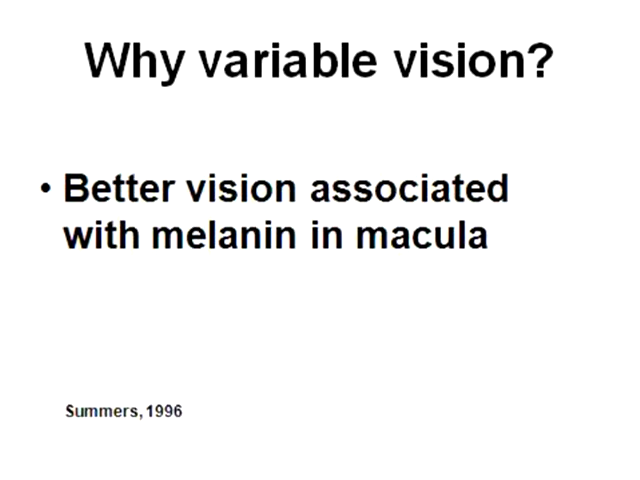 Why variable vision?
• Better vision associated
with melanin in macula
Summers, 1996